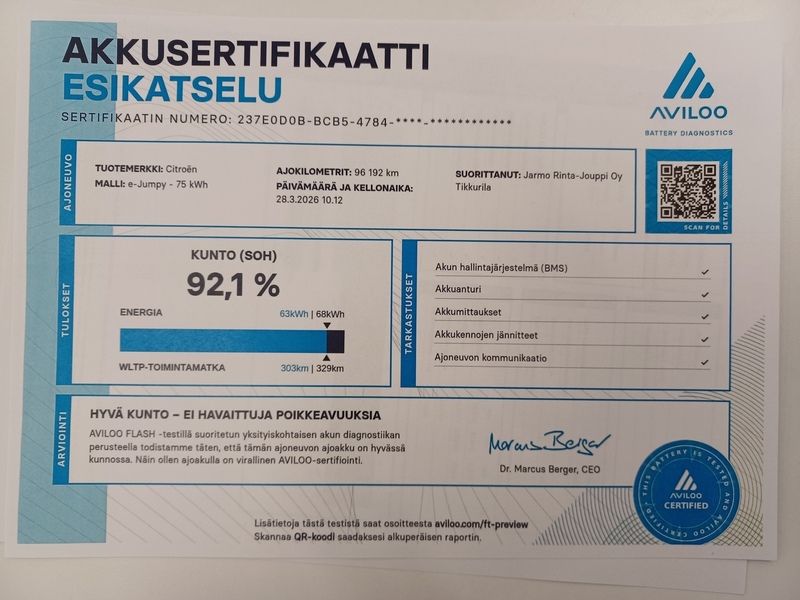 AKKUSERTIFIKAATTI
ESIKATSELU
SERTIFIKAATIN NUMERO: 237E0D0B-BCB5-4784-****-************
AVILOO
BATTERY DIAGNOSTICS
AJONEUVO
TUOTEMERKKI: Citroën
MALLI: e-Jumpy - 75 kWh
AJOKILOMETRIT: 96 192 km
PÄIVÄMÄÄRÄ JA KELLONAIKA:
28.3.2026 10.12
SUORITTANUT: Jarmo Rinta-Jouppi Oy
Tikkurila
SCAN FOR DETAILS
TULOKSET
KUNTO (SOH)
92,1 %
ENERGIA
63kWh | 68kWh
WLTP-TOIMINTAMATKA
303km | 329km
TARKASTUKSET
Akun hallintajärjestelmä (BMS)
Akkuanturi
Akkumittaukset
Akkukennojen jännitteet
Ajoneuvon kommunikaatio
ARVIOINTI
HYVÄ KUNTO – EI HAVAITTUJA POIKKEAVUUKSIA
AVILOO FLASH -testillä suoritetun yksityiskohtaisen akun diagnostiikan
perusteella todistamme täten, että tämän ajoneuvon ajoakku on hyvässä
kunnossa. Näin ollen ajoakulla on virallinen AVILOO-sertifiointi.
Marcus Berger
Dr. Marcus Berger, CEO
THIS BATTERY IS TESTED AND AVILOO CERTIFIED
AVILOO
CERTIFIED
Lisätietoja tästä testistä saat osoitteesta aviloo.com/ft-preview
Skannaa QR-koodi saadaksesi alkuperäisen raportin.